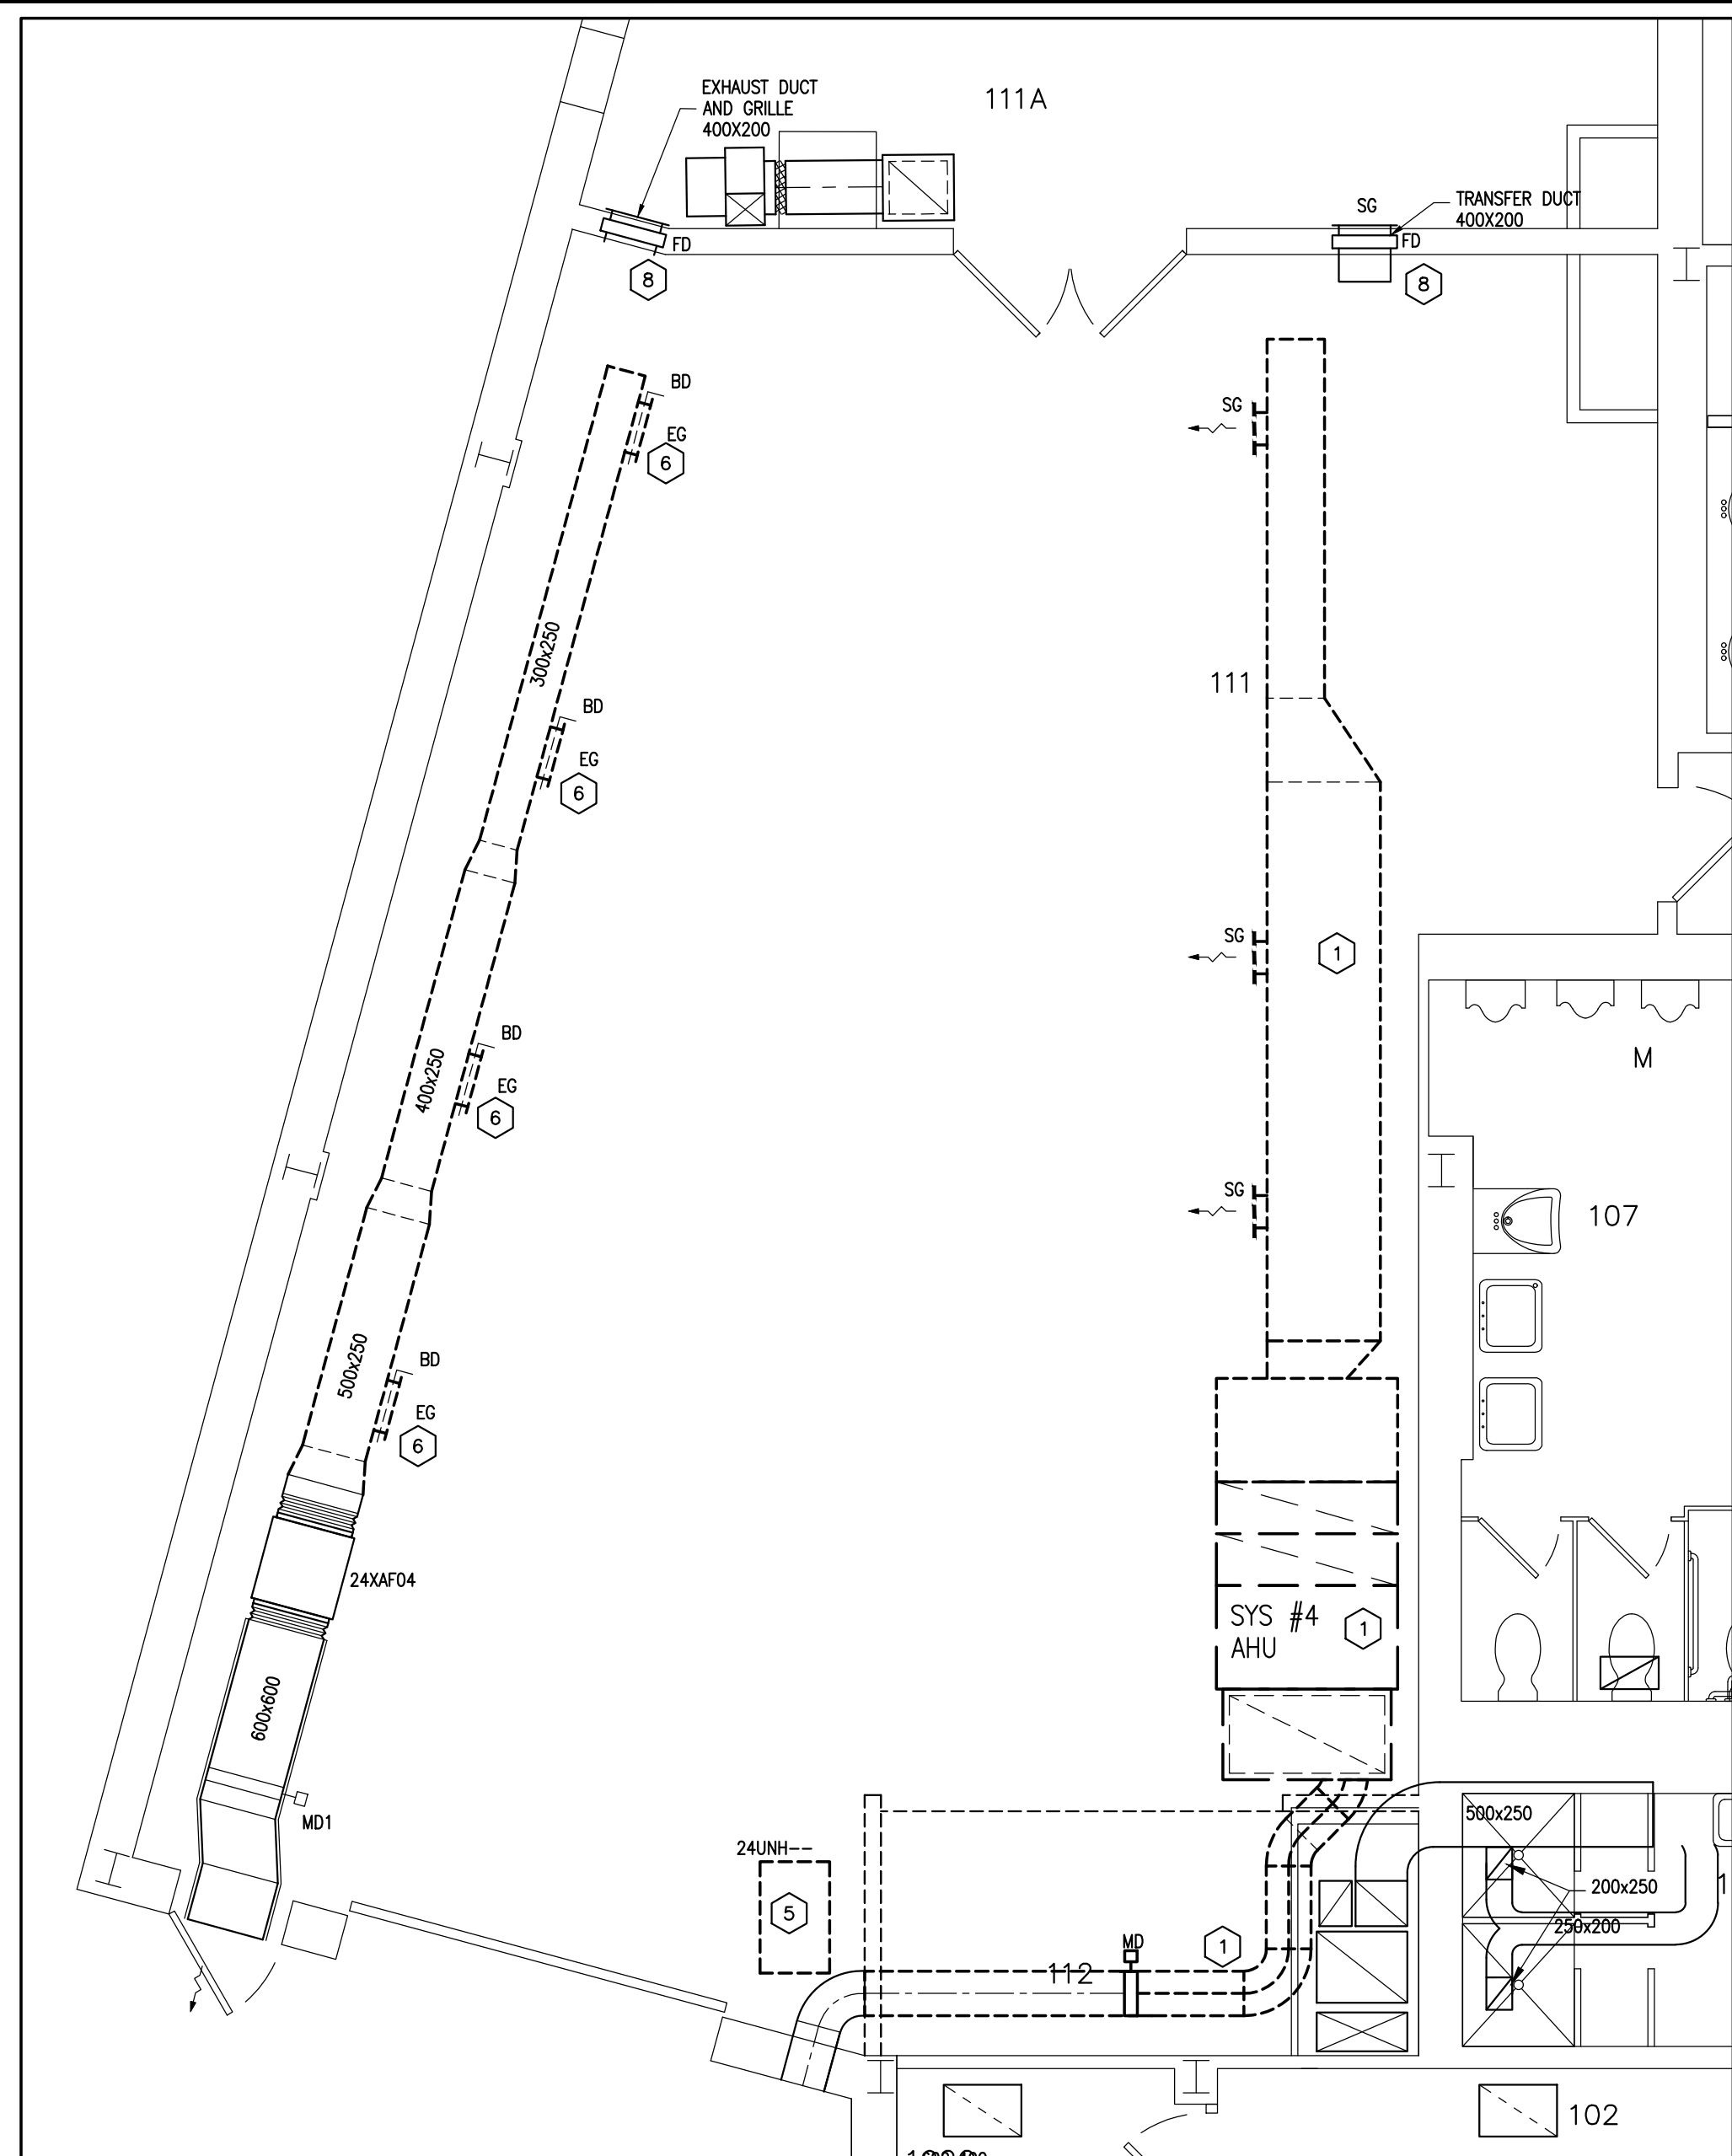 EXHAUST DUCT
AND GRILLE
400X200
111A
SG
TRANSFER DUCT
400X200
FD
FD
8
8
BD
SG
EG
6
300x250
111
BD
EG
6
SG
1
BD
M
400x250
EG
6
SG
107
500x250
BD
EG
6
24XAF04
SYS #4
AHU
1
600x600
MD1
500x250
24UNH--
200x250
1
5
250x200
MD
1
112
102